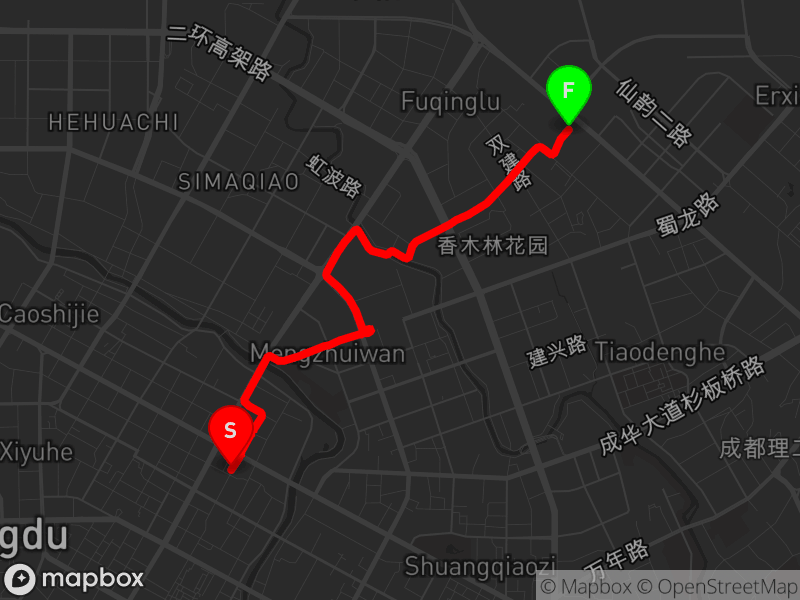 二环高架路
Fuqinglu
F
仙韵二路
Erxi
HEHUACHI
双建路
虹波路
SIMAQIAO
蜀龙路
香木林花园
Caoshijie
Mengzhuiwan
建兴路
Tiaodenghe
成华大道杉板桥路
S
Xiyuhe
成都理工
gdu
Shuangqiaozi
万年路
mapbox
© Mapbox © OpenStreetMap